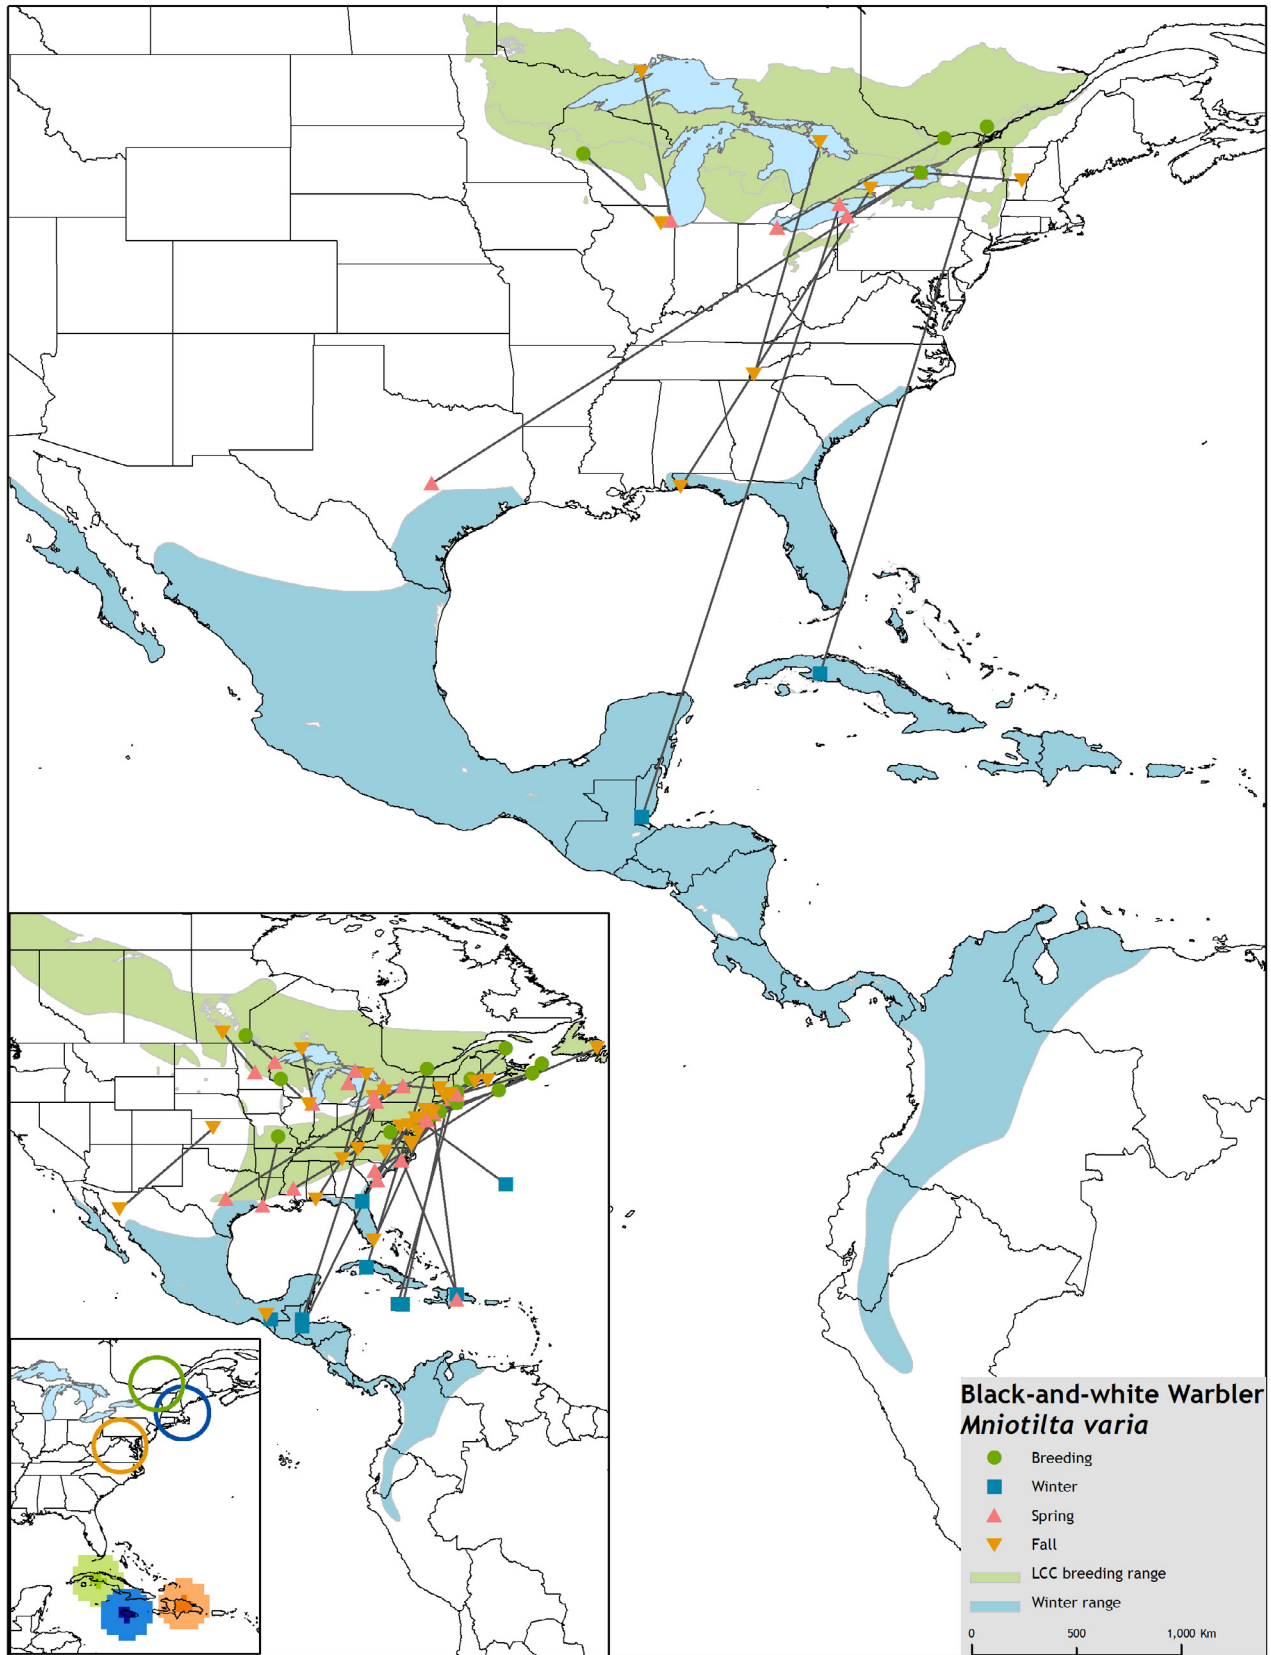 Black-and-white Warbler
Mniotilta varia
Breeding
Winter
Spring
Fall
LCC breeding range
Winter range
0 500 1,000 Km